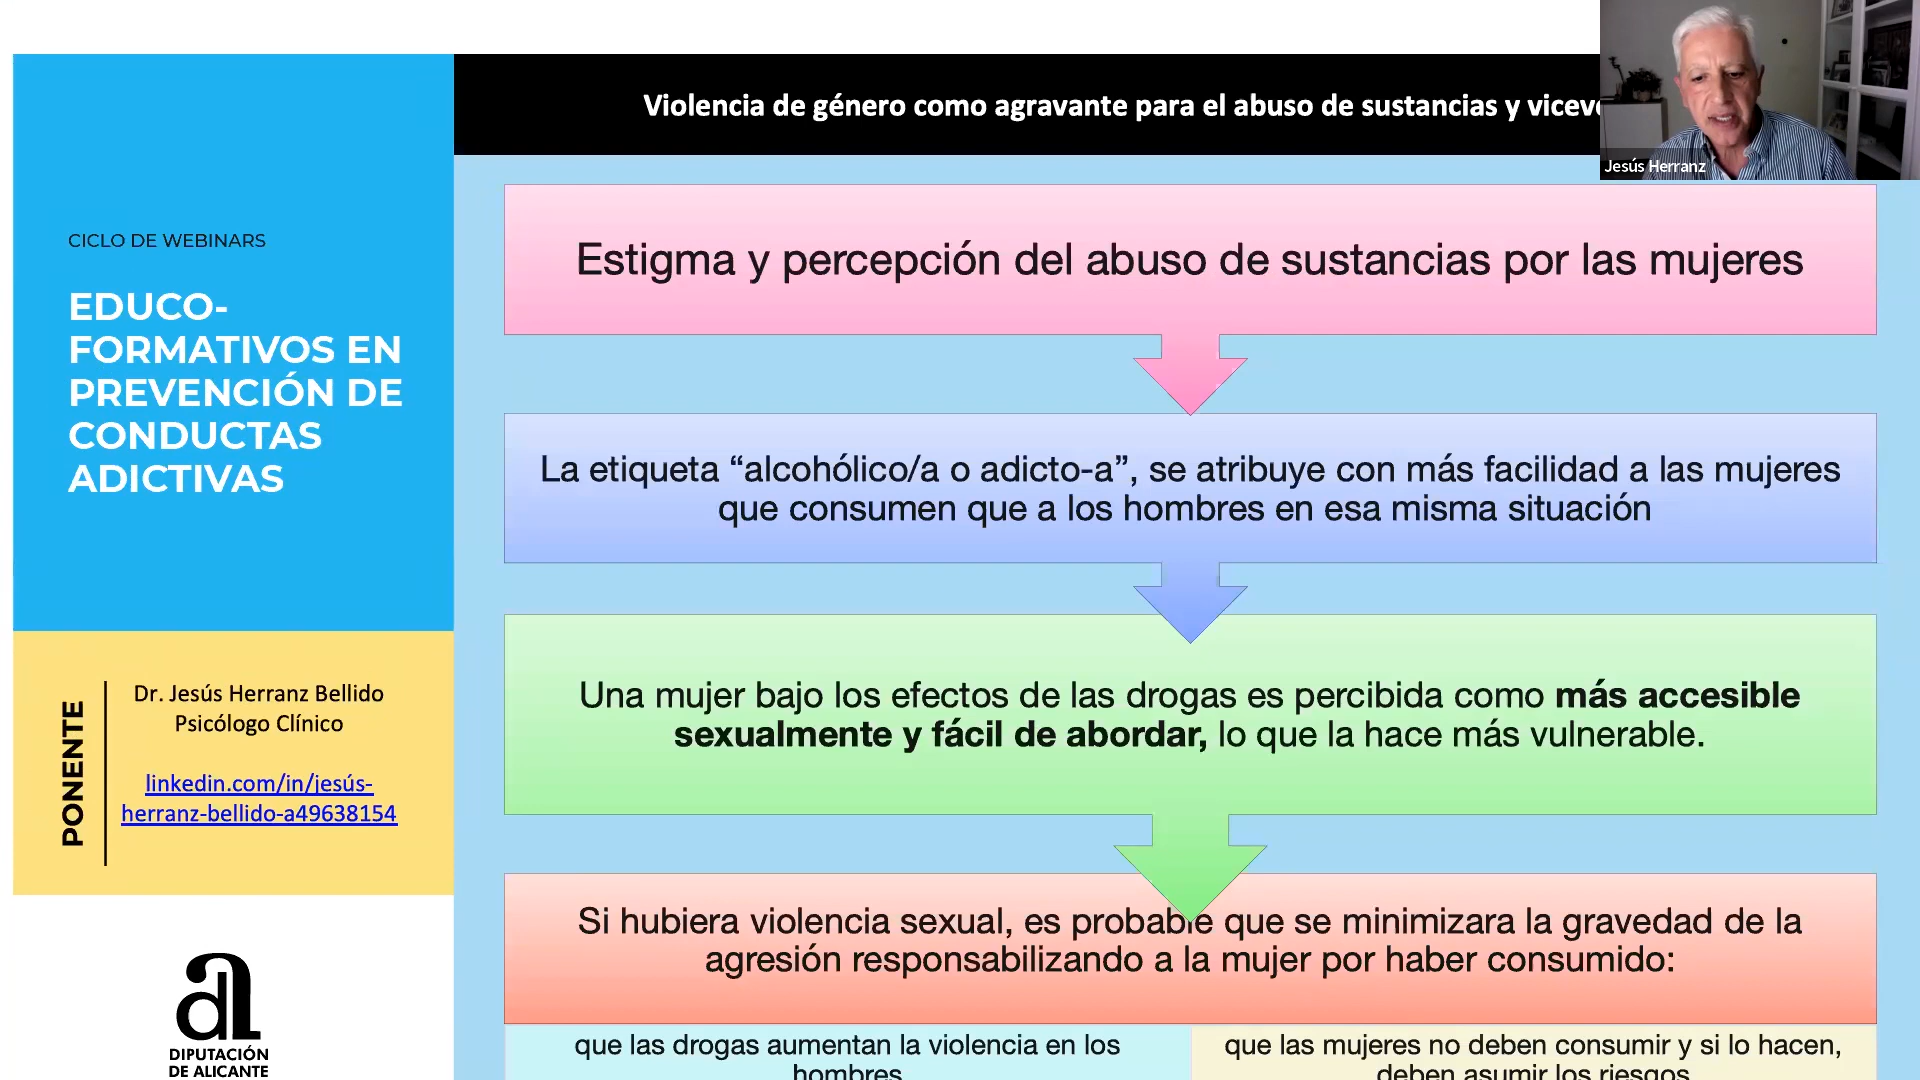 CICLO DE WEBINARS
EDUCO-
FORMATIVOS EN
PREVENCIÓN DE
CONDUCTAS
ADICTIVAS
PONENTE
Dr. Jesús Herranz Bellido
Psicólogo Clínico
linkedin.com/in/jesús-
herranz-bellido-a49638154
DIPUTACIÓN
DE ALICANTE
Violencia de género como agravante para el abuso de sustancias y viceve
Jesús Herranz
Estigma y percepción del abuso de sustancias por las mujeres
La etiqueta “alcohólico/a o adicto-a”, se atribuye con más facilidad a las mujeres
que consumen que a los hombres en esa misma situación
Una mujer bajo los efectos de las drogas es percibida como más accesible
sexualmente y fácil de abordar, lo que la hace más vulnerable.
Si hubiera violencia sexual, es probable que se minimizara la gravedad de la
agresión responsabilizando a la mujer por haber consumido:
que las drogas aumentan la violencia en los
hombres
que las mujeres no deben consumir y si lo hacen,
deben asumir los riesgos